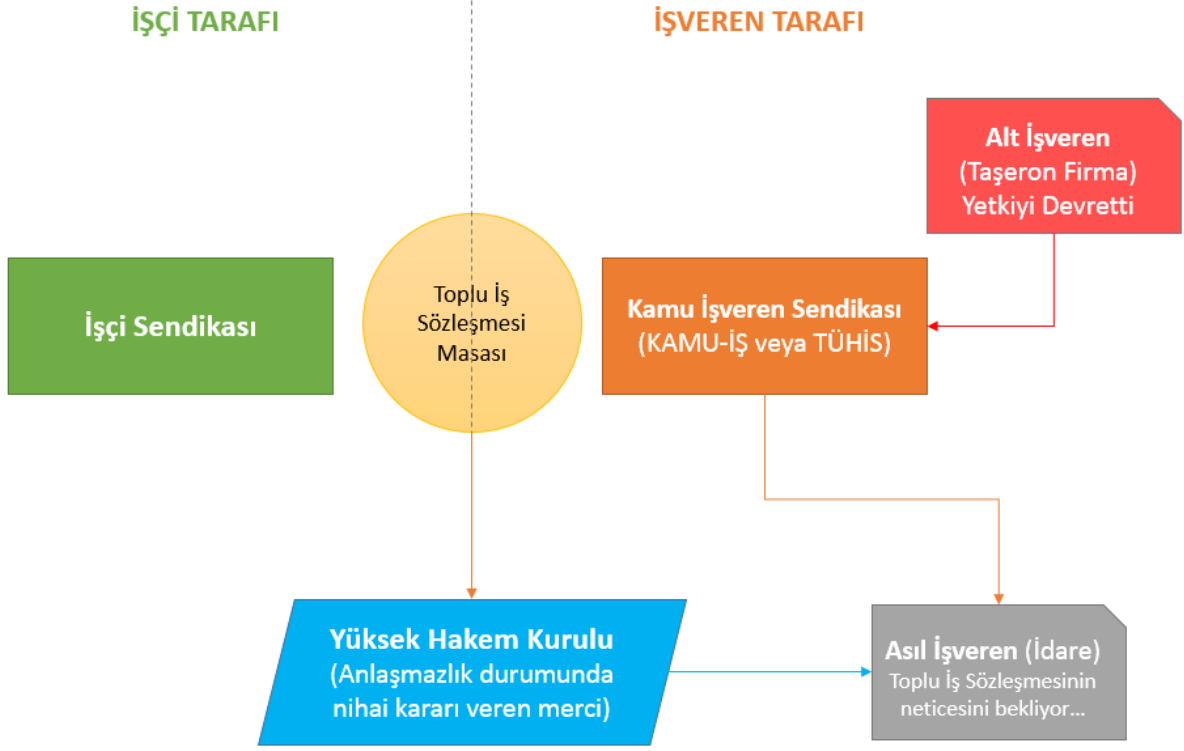 İŞÇİ TARAFI
İŞVEREN TARAFI
Alt İşveren
(Taşeron Firma)
Yetkiyi Devretti
İşçi Sendikası
Toplu İş
Sözleşmesi
Masası
Kamu İşveren Sendikası
(KAMU-İŞ veya TÜHİS)
Yüksek Hakem Kurulu
(Anlaşmazlık durumunda
nihai kararı veren merci)
Asıl İşveren (İdare)
Toplu İş Sözleşmesinin
neticesini bekliyor...